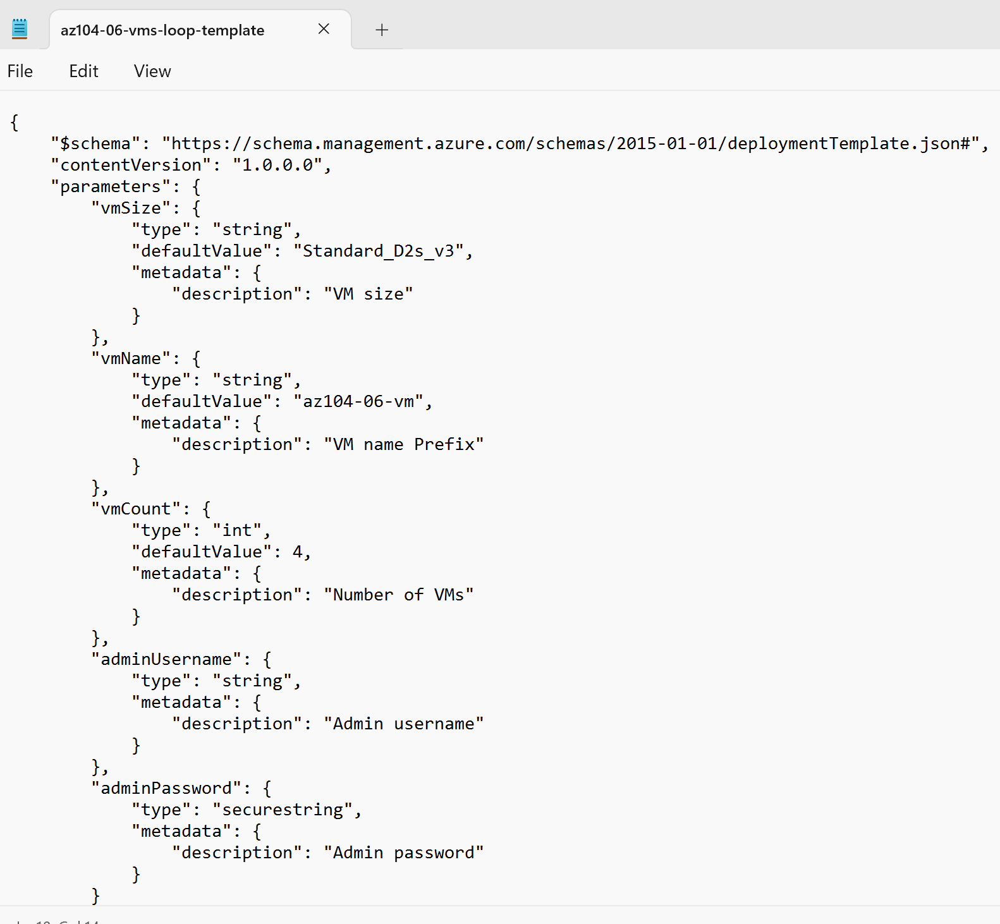 az104-06-vms-loop-template
File Edit View
{
    "$schema": "https://schema.management.azure.com/schemas/2015-01-01/deploymentTemplate.json#",
    "contentVersion": "1.0.0.0",
    "parameters": {
        "vmSize": {
            "type": "string",
            "defaultValue": "Standard_D2s_v3",
            "metadata": {
                "description": "VM size"
            }
        },
        "vmName": {
            "type": "string",
            "defaultValue": "az104-06-vm",
            "metadata": {
                "description": "VM name Prefix"
            }
        },
        "vmCount": {
            "type": "int",
            "defaultValue": 4,
            "metadata": {
                "description": "Number of VMs"
            }
        },
        "adminUsername": {
            "type": "string",
            "metadata": {
                "description": "Admin username"
            }
        },
        "adminPassword": {
            "type": "securestring",
            "metadata": {
                "description": "Admin password"
            }
        }